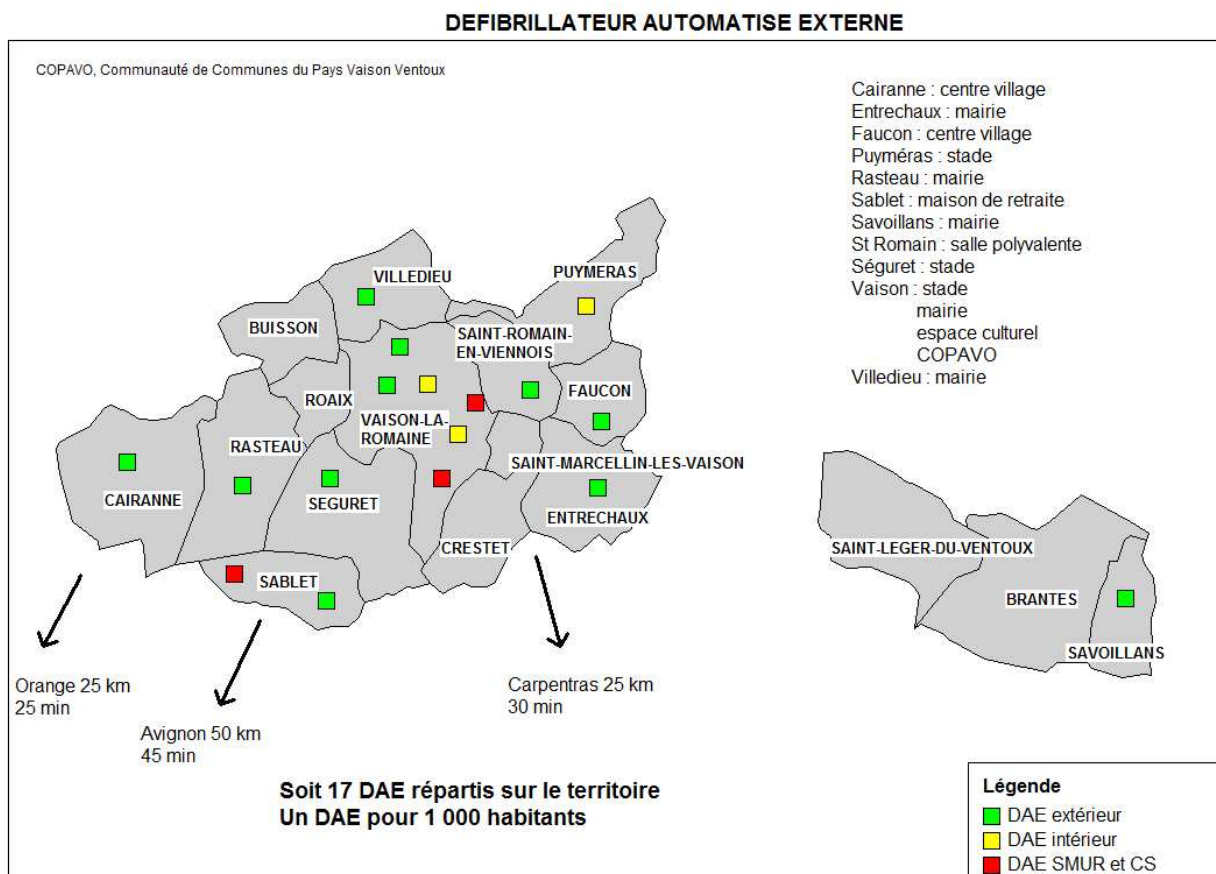 DEFIBRILLATEUR AUTOMATISE EXTERNE
COPAVO, Communauté de Communes du Pays Vaison Ventoux
Cairanne : centre village
Entrechaux : mairie
Faucon : centre village
Puyméras : stade
Rasteau : mairie
Sablet : maison de retraite
Savoillans : mairie
St Romain : salle polyvalente
Séguret : stade
Vaison : stade
mairie
espace culturel
COPAVO
Villedieu : mairie
PUYMERAS
VILLEDIEU
BUISSON
SAINT-ROMAIN-
EN-VIENNOIS
FAUCON
ROAIX
VAISON-LA-
ROMAINE
RASTEAU
SAINT-MARCELLIN-LES-VAISON
CAIRANNE
SEGURET
ENTRECHAUX
CRESTET
SABLET
SAINT-LEGER-DU-VENTOUX
BRANTES
SAVOILLANS
Orange 25 km
25 min
Avignon 50 km
45 min
Carpentras 25 km
30 min
Soit 17 DAE répartis sur le territoire
Un DAE pour 1 000 habitants
Légende
DAE extérieur
DAE intérieur
DAE SMUR et CS